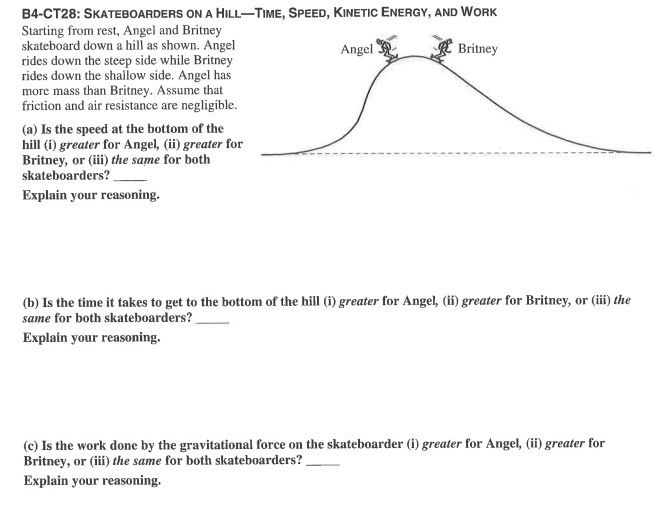 B4-CT28: SKATEBOARDERS ON A HILL—TIME, SPEED, KINETIC ENERGY, AND WORK
Starting from rest, Angel and Britney
skateboard down a hill as shown. Angel
rides down the steep side while Britney
rides down the shallow side. Angel has
more mass than Britney. Assume that
friction and air resistance are negligible.
Angel
Britney
(a) Is the speed at the bottom of the
hill (i) greater for Angel, (ii) greater for
Britney, or (iii) the same for both
skateboarders? _____
Explain your reasoning.
(b) Is the time it takes to get to the bottom of the hill (i) greater for Angel, (ii) greater for Britney, or (iii) the
same for both skateboarders? _____
Explain your reasoning.
(c) Is the work done by the gravitational force on the skateboarder (i) greater for Angel, (ii) greater for
Britney, or (iii) the same for both skateboarders? _____
Explain your reasoning.